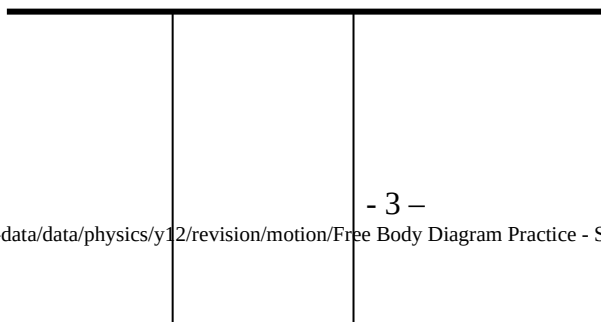 - 3 –
data/data/physics/y12/revision/motion/Free Body Diagram Practice -